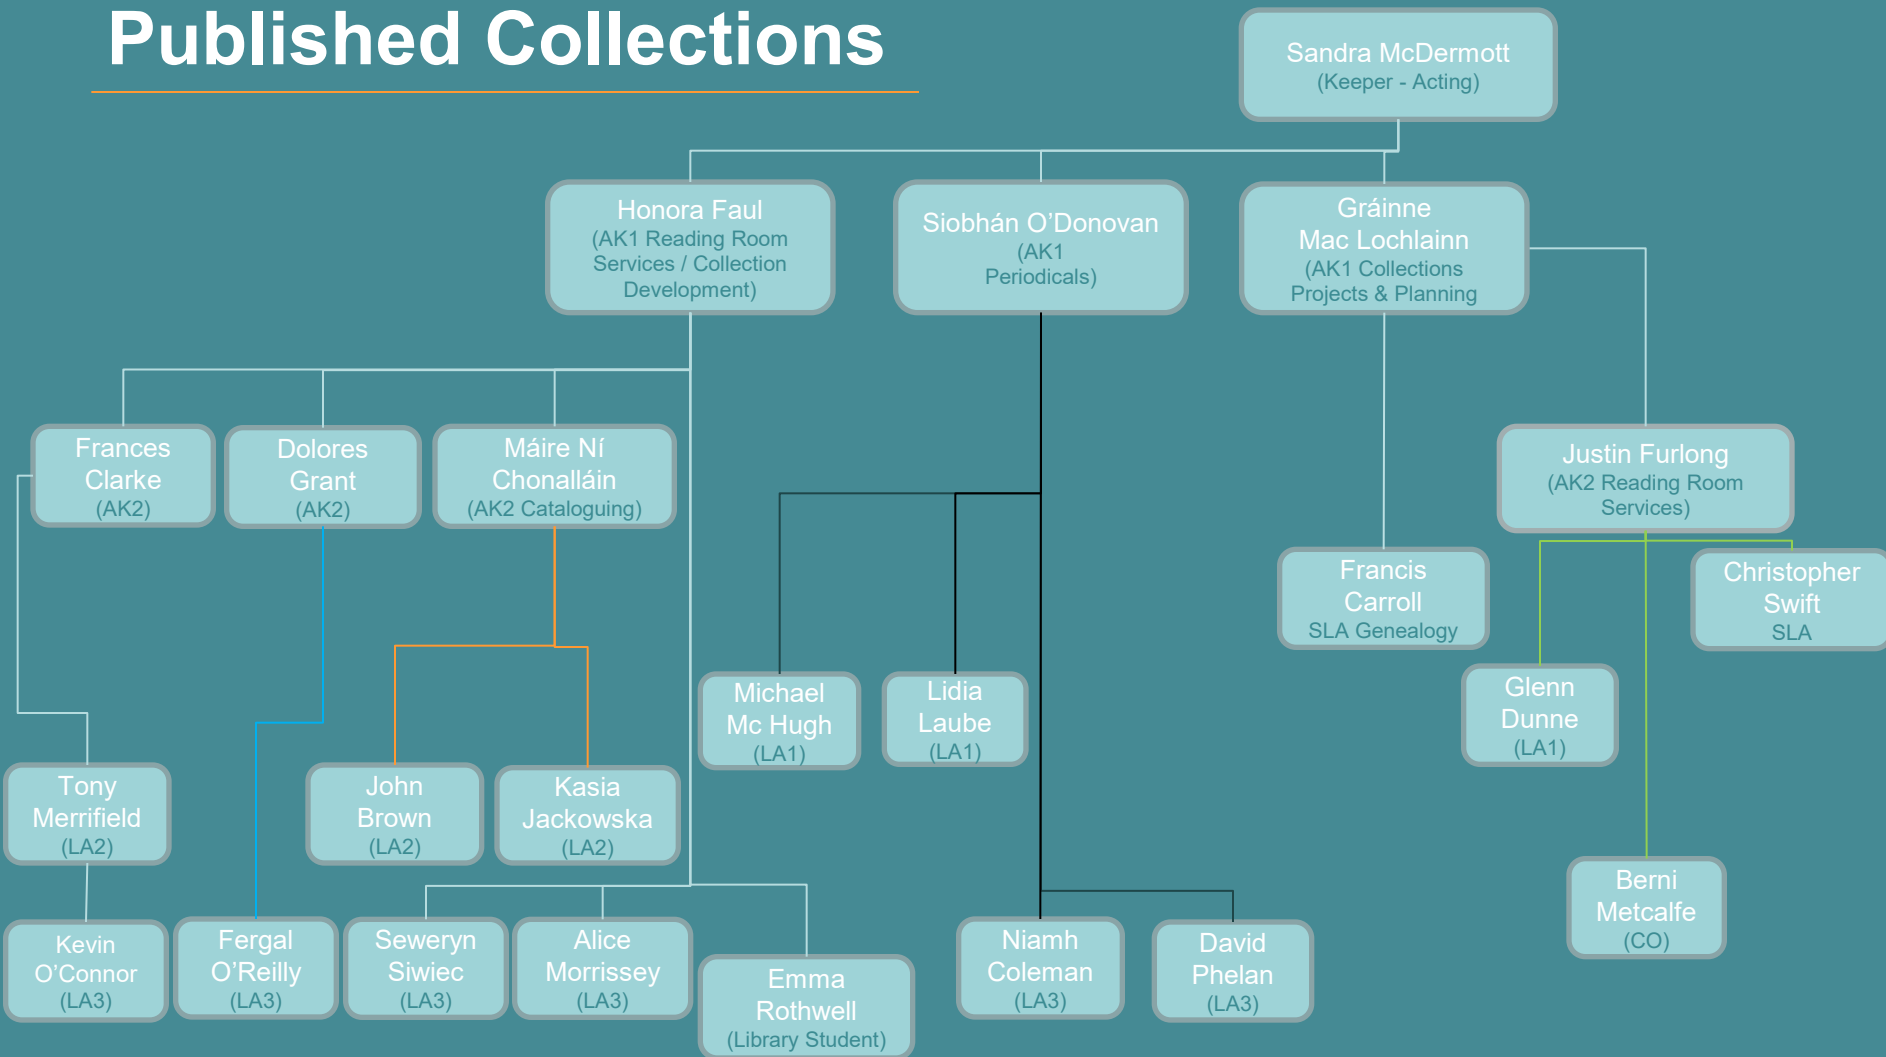 Published Collections
Sandra McDermott
(Keeper - Acting)
Honora Faul
(AK1 Reading Room
Services / Collection
Development)
Siobhán O’Donovan
(AK1
Periodicals)
Gráinne
Mac Lochlainn
(AK1 Collections
Projects & Planning
Frances
Clarke
(AK2)
Dolores
Grant
(AK2)
Máire Ní
Chonalláin
(AK2 Cataloguing)
Justin Furlong
(AK2 Reading Room
Services)
Francis
Carroll
SLA Genealogy
Christopher
Swift
SLA
Michael
Mc Hugh
(LA1)
Lidia
Laube
(LA1)
Glenn
Dunne
(LA1)
Tony
Merrifield
(LA2)
John
Brown
(LA2)
Kasia
Jackowska
(LA2)
Berni
Metcalfe
(CO)
Kevin
O’Connor
(LA3)
Fergal
O’Reilly
(LA3)
Seweryn
Siwiec
(LA3)
Alice
Morrissey
(LA3)
Emma
Rothwell
(Library Student)
Niamh
Coleman
(LA3)
David
Phelan
(LA3)